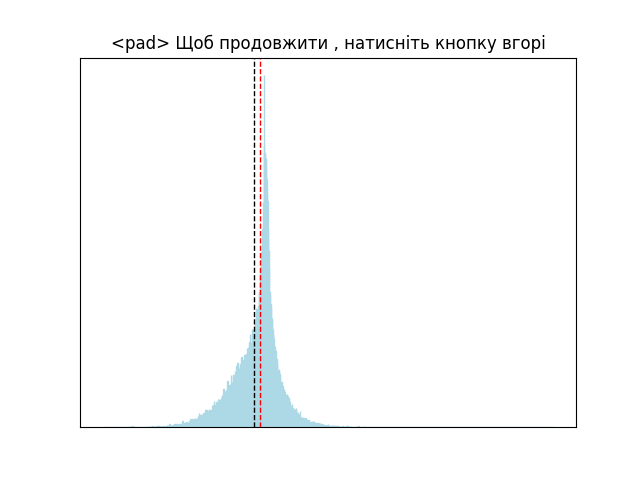 <pad> Щоб продовжити , натисніть кнопку вгорі